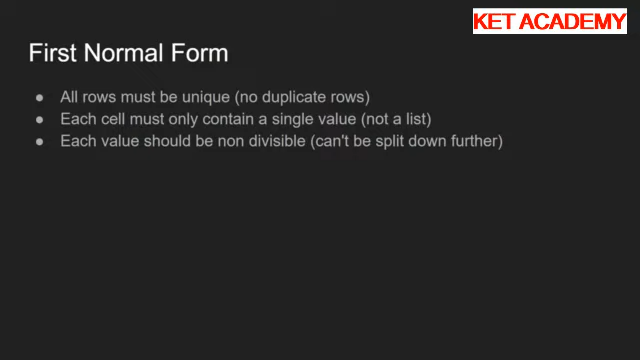 KET ACADEMY
First Normal Form
● All rows must be unique (no duplicate rows)
● Each cell must only contain a single value (not a list)
● Each value should be non divisible (can't be split down further)